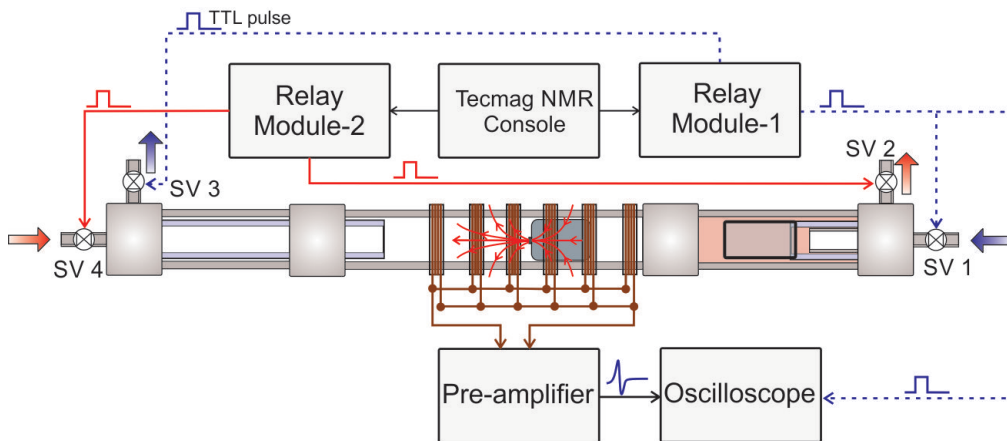 TTL pulse
Relay
Module-2
Tecmag NMR
Console
Relay
Module-1
SV 2
SV 3
SV 4
SV 1
Pre-amplifier
Oscilloscope